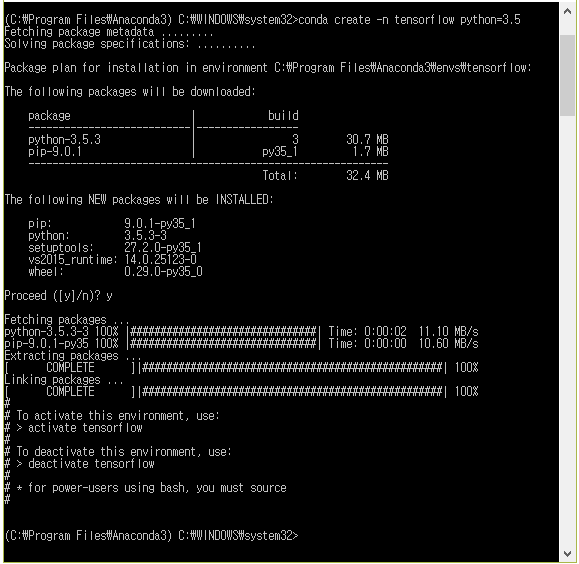 (C:₩Program Files₩Anaconda3) C:₩WINDOWS₩system32>conda create -n tensorflow python=3.5
Fetching package metadata .........
Solving package specifications: ..........

Package plan for installation in environment C:₩Program Files₩Anaconda3₩envs₩tensorflow:

The following packages will be downloaded:

    package                    |            build
    ---------------------------|-----------------
    python-3.5.3               |                3        30.7 MB
    pip-9.0.1                  |           py35_1         1.7 MB
    ------------------------------------------------------------
                                           Total:        32.4 MB

The following NEW packages will be INSTALLED:

    pip:            9.0.1-py35_1
    python:         3.5.3-3
    setuptools:     27.2.0-py35_1
    vs2015_runtime: 14.0.25123-0
    wheel:          0.29.0-py35_0

Proceed ([y]/n)? y

Fetching packages ...
python-3.5.3-3 100% |###############################| Time: 0:00:02  11.10 MB/s
pip-9.0.1-py35 100% |###############################| Time: 0:00:00  10.60 MB/s
Extracting packages ...
[      COMPLETE      ]|##################################################| 100%
Linking packages ...
[      COMPLETE      ]|##################################################| 100%
#
# To activate this environment, use:
# > activate tensorflow
#
# To deactivate this environment, use:
# > deactivate tensorflow
#
# * for power-users using bash, you must source
#

(C:₩Program Files₩Anaconda3) C:₩WINDOWS₩system32>